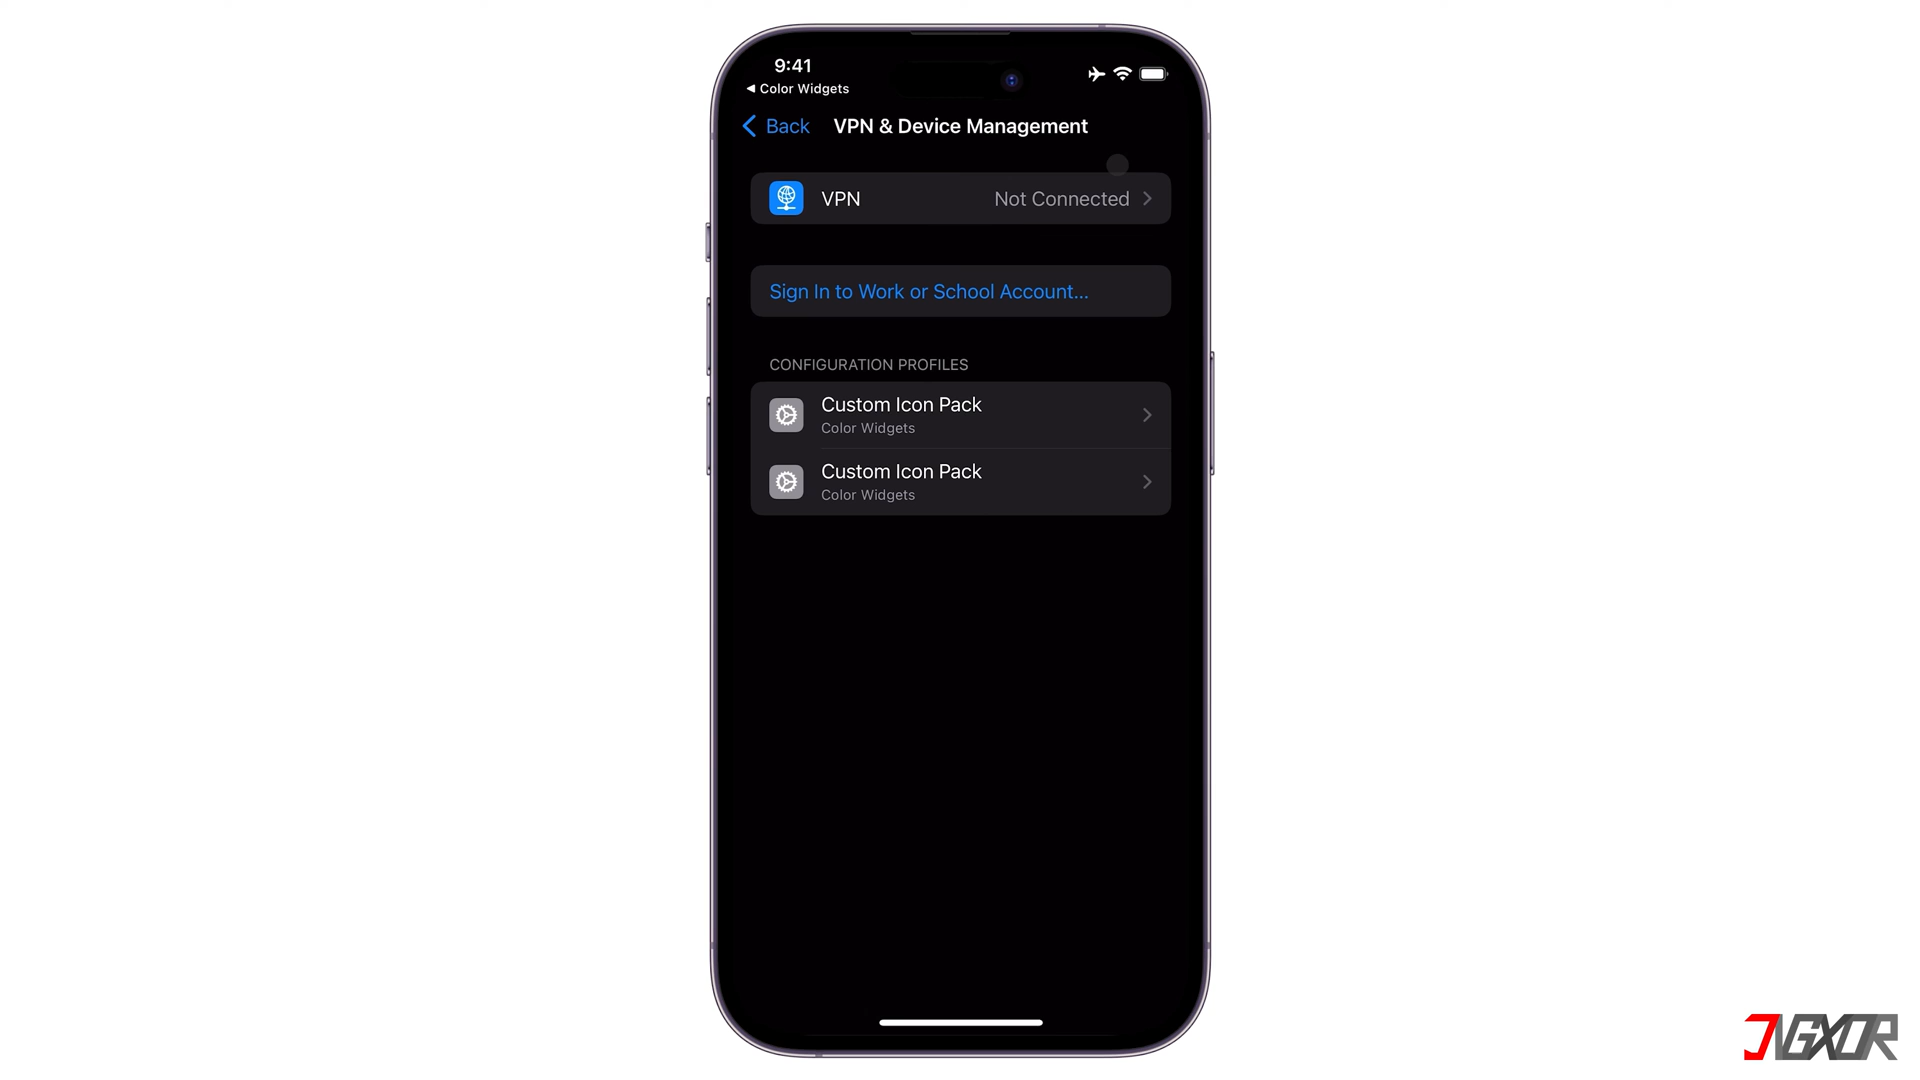 9:41
◀ Color Widgets
Back
VPN & Device Management
VPN
Not Connected
Sign In to Work or School Account...
CONFIGURATION PROFILES
Custom Icon Pack
Color Widgets
Custom Icon Pack
Color Widgets
JVGXOR